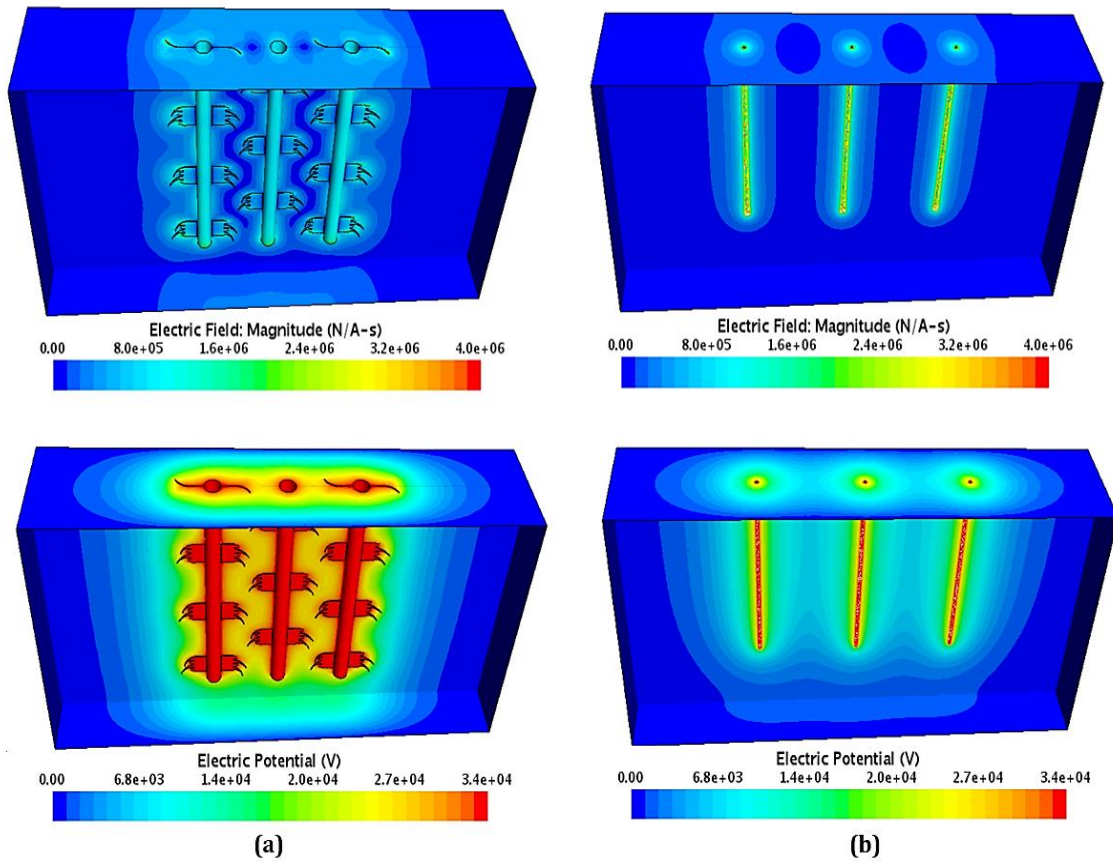 Electric Field: Magnitude (N/A-s)
0.00 8.0e+05 1.6e+06 2.4e+06 3.2e+06 4.0e+06
Electric Field: Magnitude (N/A-s)
0.00 8.0e+05 1.6e+06 2.4e+06 3.2e+06 4.0e+06
Electric Potential (V)
0.00 6.8e+03 1.4e+04 2.0e+04 2.7e+04 3.4e+04
Electric Potential (V)
0.00 6.8e+03 1.4e+04 2.0e+04 2.7e+04 3.4e+04
(a) (b)